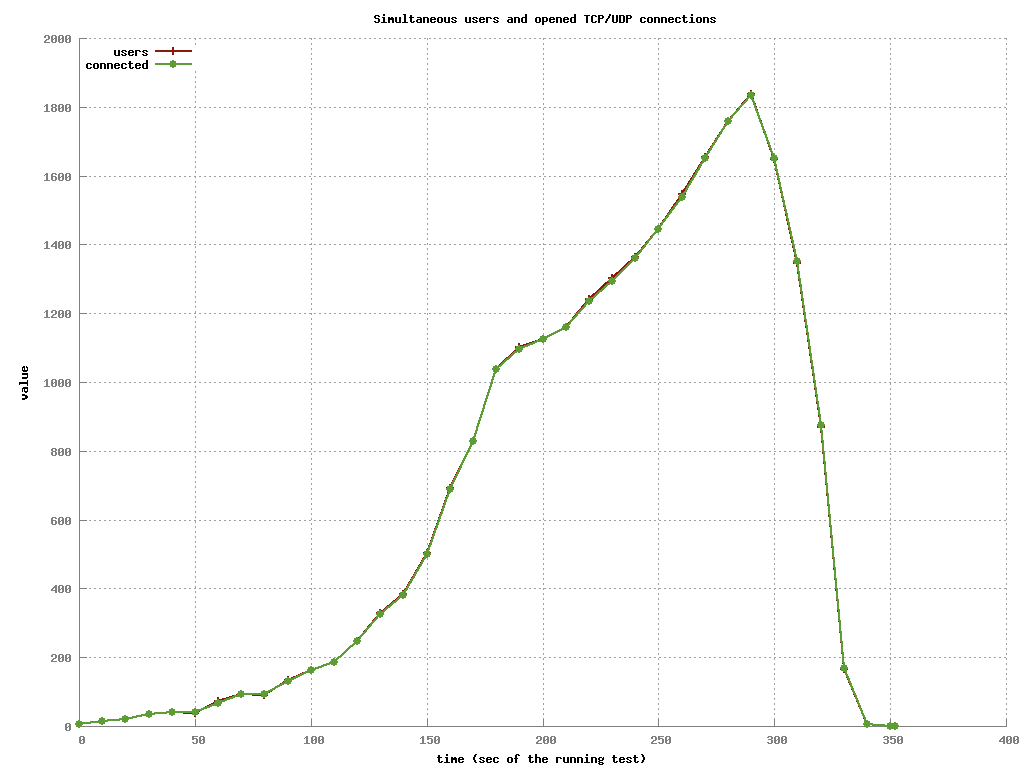 Simultaneous users and opened TCP/UDP connections
2000
users
connected
1800
1600
1400
1200
1000
value
800
600
400
200
0
0 50 100 150 200 250 300 350 400
time (sec of the running test)